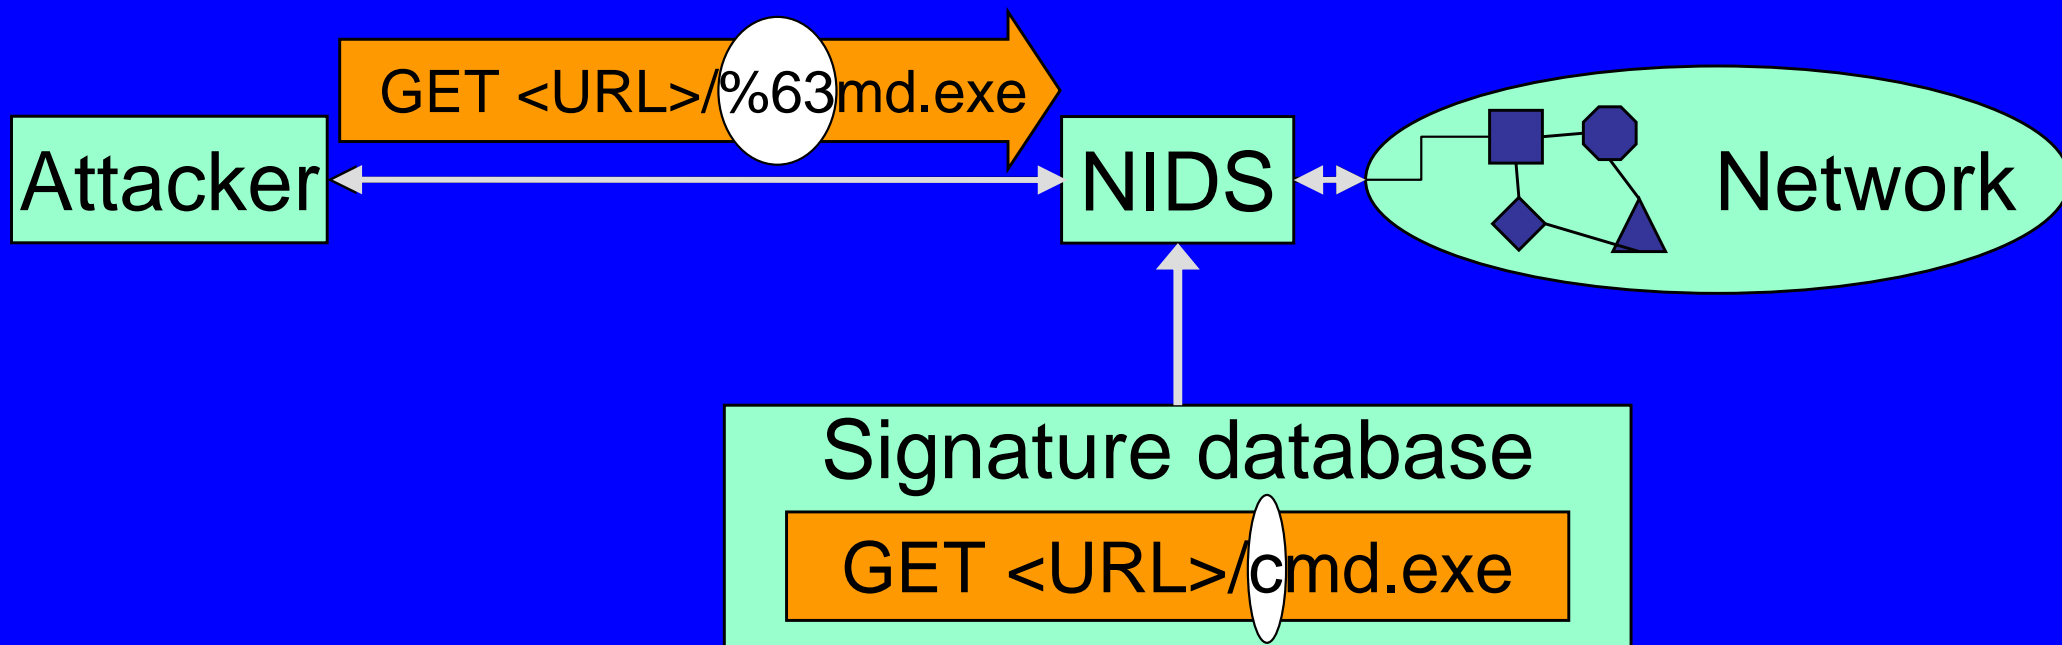 GET <URL>/%63md.exe
Attacker
NIDS
Network
Signature database
GET <URL>/cmd.exe